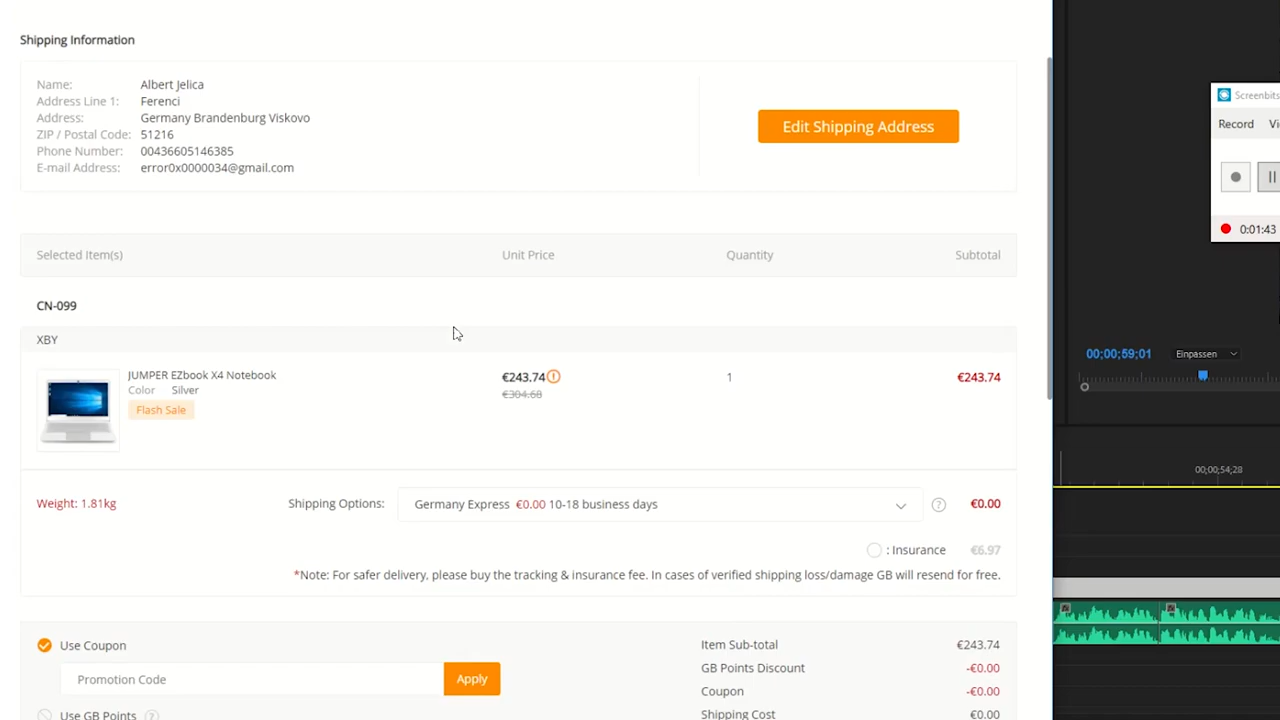 Shipping Information
Name: Albert Jelica
Address Line 1: Ferenci
Address: Germany Brandenburg Viskovo
ZIP / Postal Code: 51216
Phone Number: 00436605146385
E-mail Address: error0x0000034@gmail.com
Edit Shipping Address
Selected Item(s) Unit Price Quantity Subtotal
CN-099
XBY
JUMPER EZbook X4 Notebook
Color Silver
Flash Sale
€243.74 1 €243.74
€304.68
Weight: 1.81kg Shipping Options: Germany Express €0.00 10-18 business days ? €0.00
: Insurance €6.97
*Note: For safer delivery, please buy the tracking & insurance fee. In cases of verified shipping loss/damage GB will resend for free.
Use Coupon
Promotion Code Apply
Use GB Points ?
Item Sub-total €243.74
GB Points Discount -€0.00
Coupon -€0.00
Shipping Cost €0.00
Screenbits
Record
0:01:43
00;00;59;01 Einpassen
00;00;54;28